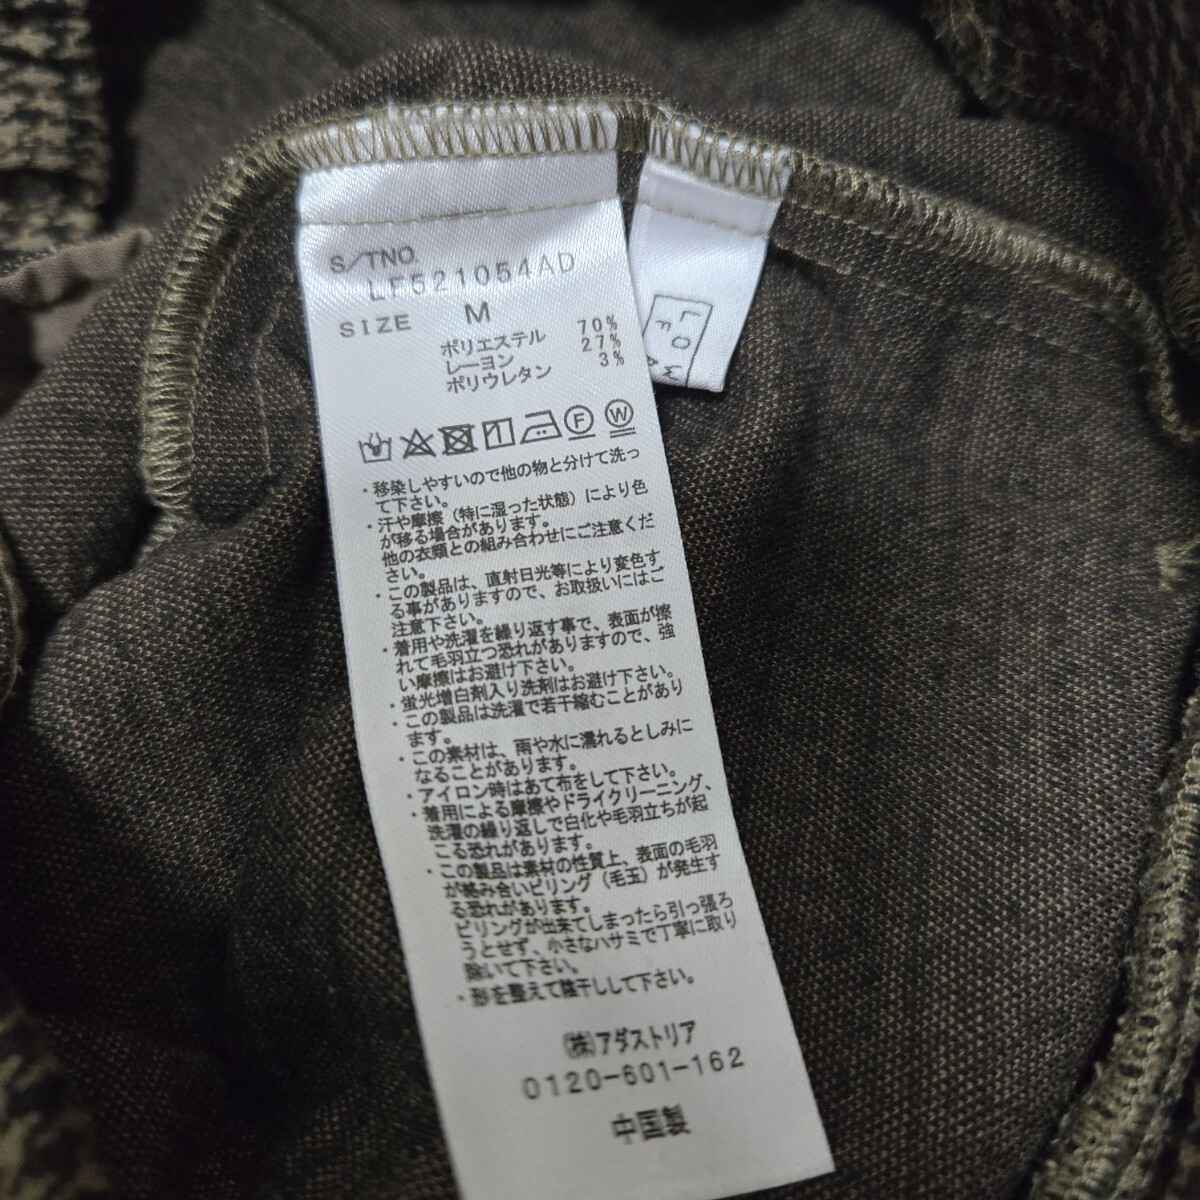 S/TNO.
LF521054AD
SIZE M
ポリエステル 70%
レーヨン 27%
ポリウレタン 3%
F W
・移染しやすいので他の物と分けて洗っ
て下さい。
・汗や摩擦（特に湿った状態）により色
が移る場合があります。
他の衣類との組み合わせにご注意くだ
さい。
・この製品は、直射日光等により変色す
る事がありますので、お取扱いにはご
注意下さい。
・着用や洗濯を繰り返す事で、表面が擦
れて毛羽立つ恐れがありますので、強
い摩擦はお避け下さい。
・蛍光増白剤入り洗剤はお避け下さい。
・この製品は洗濯で若干縮むことがあり
ます。
・この素材は、雨や水に濡れるとしみに
なることがあります。
・アイロン時はあて布をして下さい。
・着用による摩擦やドライクリーニング、
洗濯の繰り返しで白化や毛羽立ちが起
こる恐れがあります。
・この製品は素材の性質上、表面の毛羽
が絡み合いピリング（毛玉）が発生す
る恐れがあります。
ピリングが出来てしまったら引っ張ろ
うとせず、小さなハサミで丁寧に取り
除いて下さい。
・形を整えて陰干しして下さい。
(株)アダストリア
0120-601-162
中国製
LOW
F